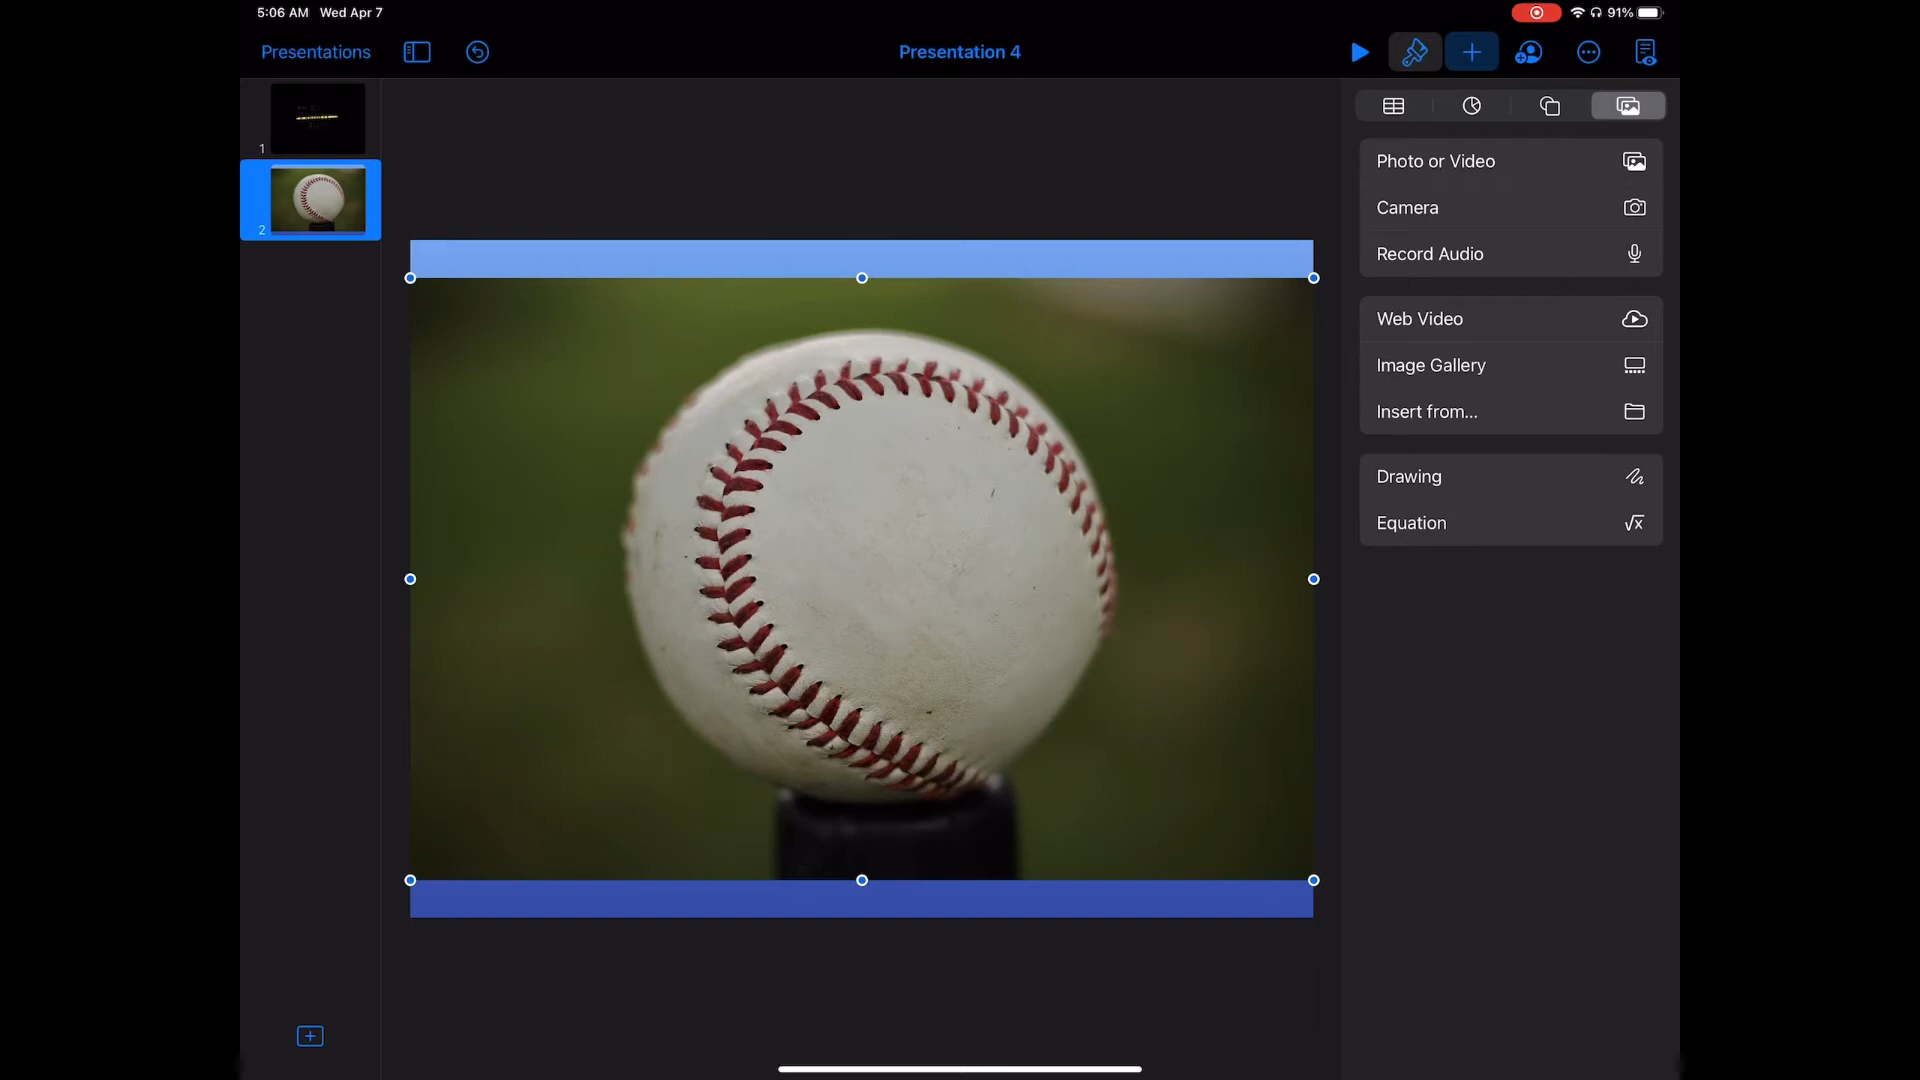 5:06 AM Wed Apr 7
91%
Presentations
Presentation 4
1
2
Photo or Video
Camera
Record Audio
Web Video
Image Gallery
Insert from...
Drawing
Equation
√x